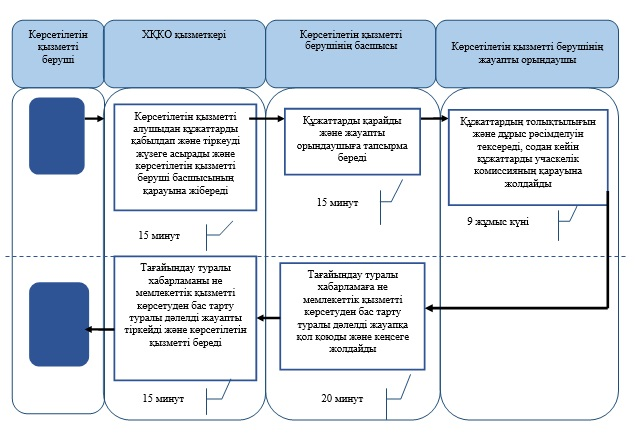 Көрсетілетін
қызметті
беруші
ХҚКО қызметкері
Көрсетілетін қызметті
берушінің басшысы
Көрсетілетін қызметті берушінің
жауапты орындаушы
Көрсетілетін қызметті
алушыдан құжаттарды
қабылдап және тіркеуді
жүзеге асырады және
көрсетілетін қызметті
беруші басшысының
қарауына жібереді
15 минут
Құжаттарды қарайды
және жауапты
орындаушыға тапсырма
береді
15 минут
Құжаттардың толықтылығын
және дұрыс рәсімделуін
тексереді, содан кейін
құжаттарды учаскелік
комиссияның қарауына
жолдайды
9 жұмыс күні
Тағайындау туралы
хабарламаны не
мемлекеттік қызметті
көрсетуден бас тарту
туралы дәлелді жауапты
тіркейді және көрсетілетін
қызметті береді
15 минут
Тағайындау туралы
хабарламаға не
мемлекеттік қызметті
көрсетуден бас тарту
туралы дәлелді жауапқа
қол қоюды және кеңсеге
жолдайды
20 минут